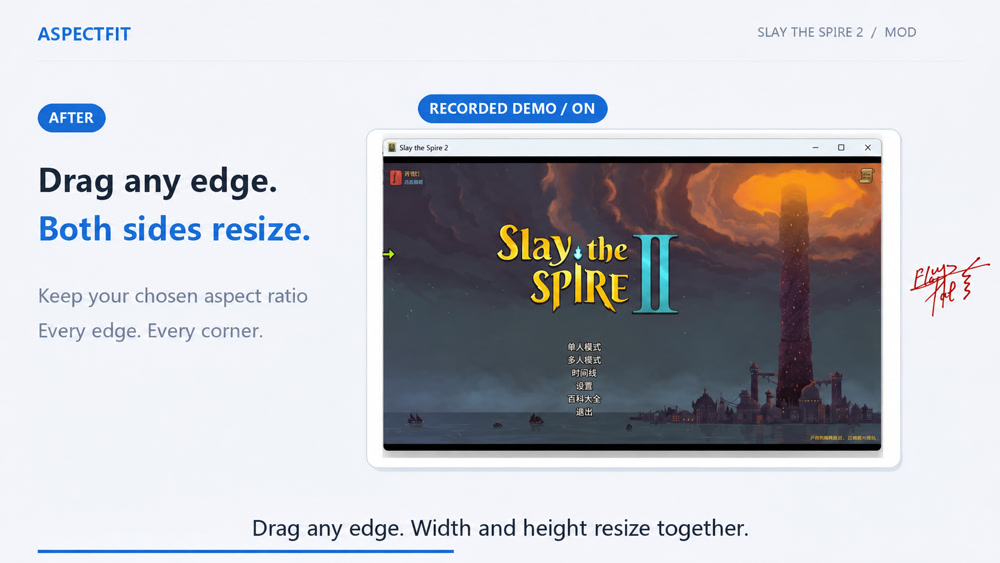 ASPECTFIT
SLAY THE SPIRE 2 / MOD
AFTER
RECORDED DEMO / ON
Drag any edge.
Both sides resize.
Keep your chosen aspect ratio
Every edge. Every corner.
Slay the Spire 2
Slay the
SPIRE II
单人模式
多人模式
时间线
设置
百科大全
退出
Drag any edge. Width and height resize together.